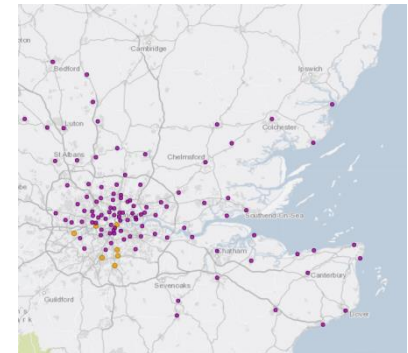 Cambridge
Bedford
Ipswich
Colchester
Luton
St Albans
Chelmsford
Southend-On-Sea
Chatham
Canterbury
Sevenoaks
Guildford
Dover